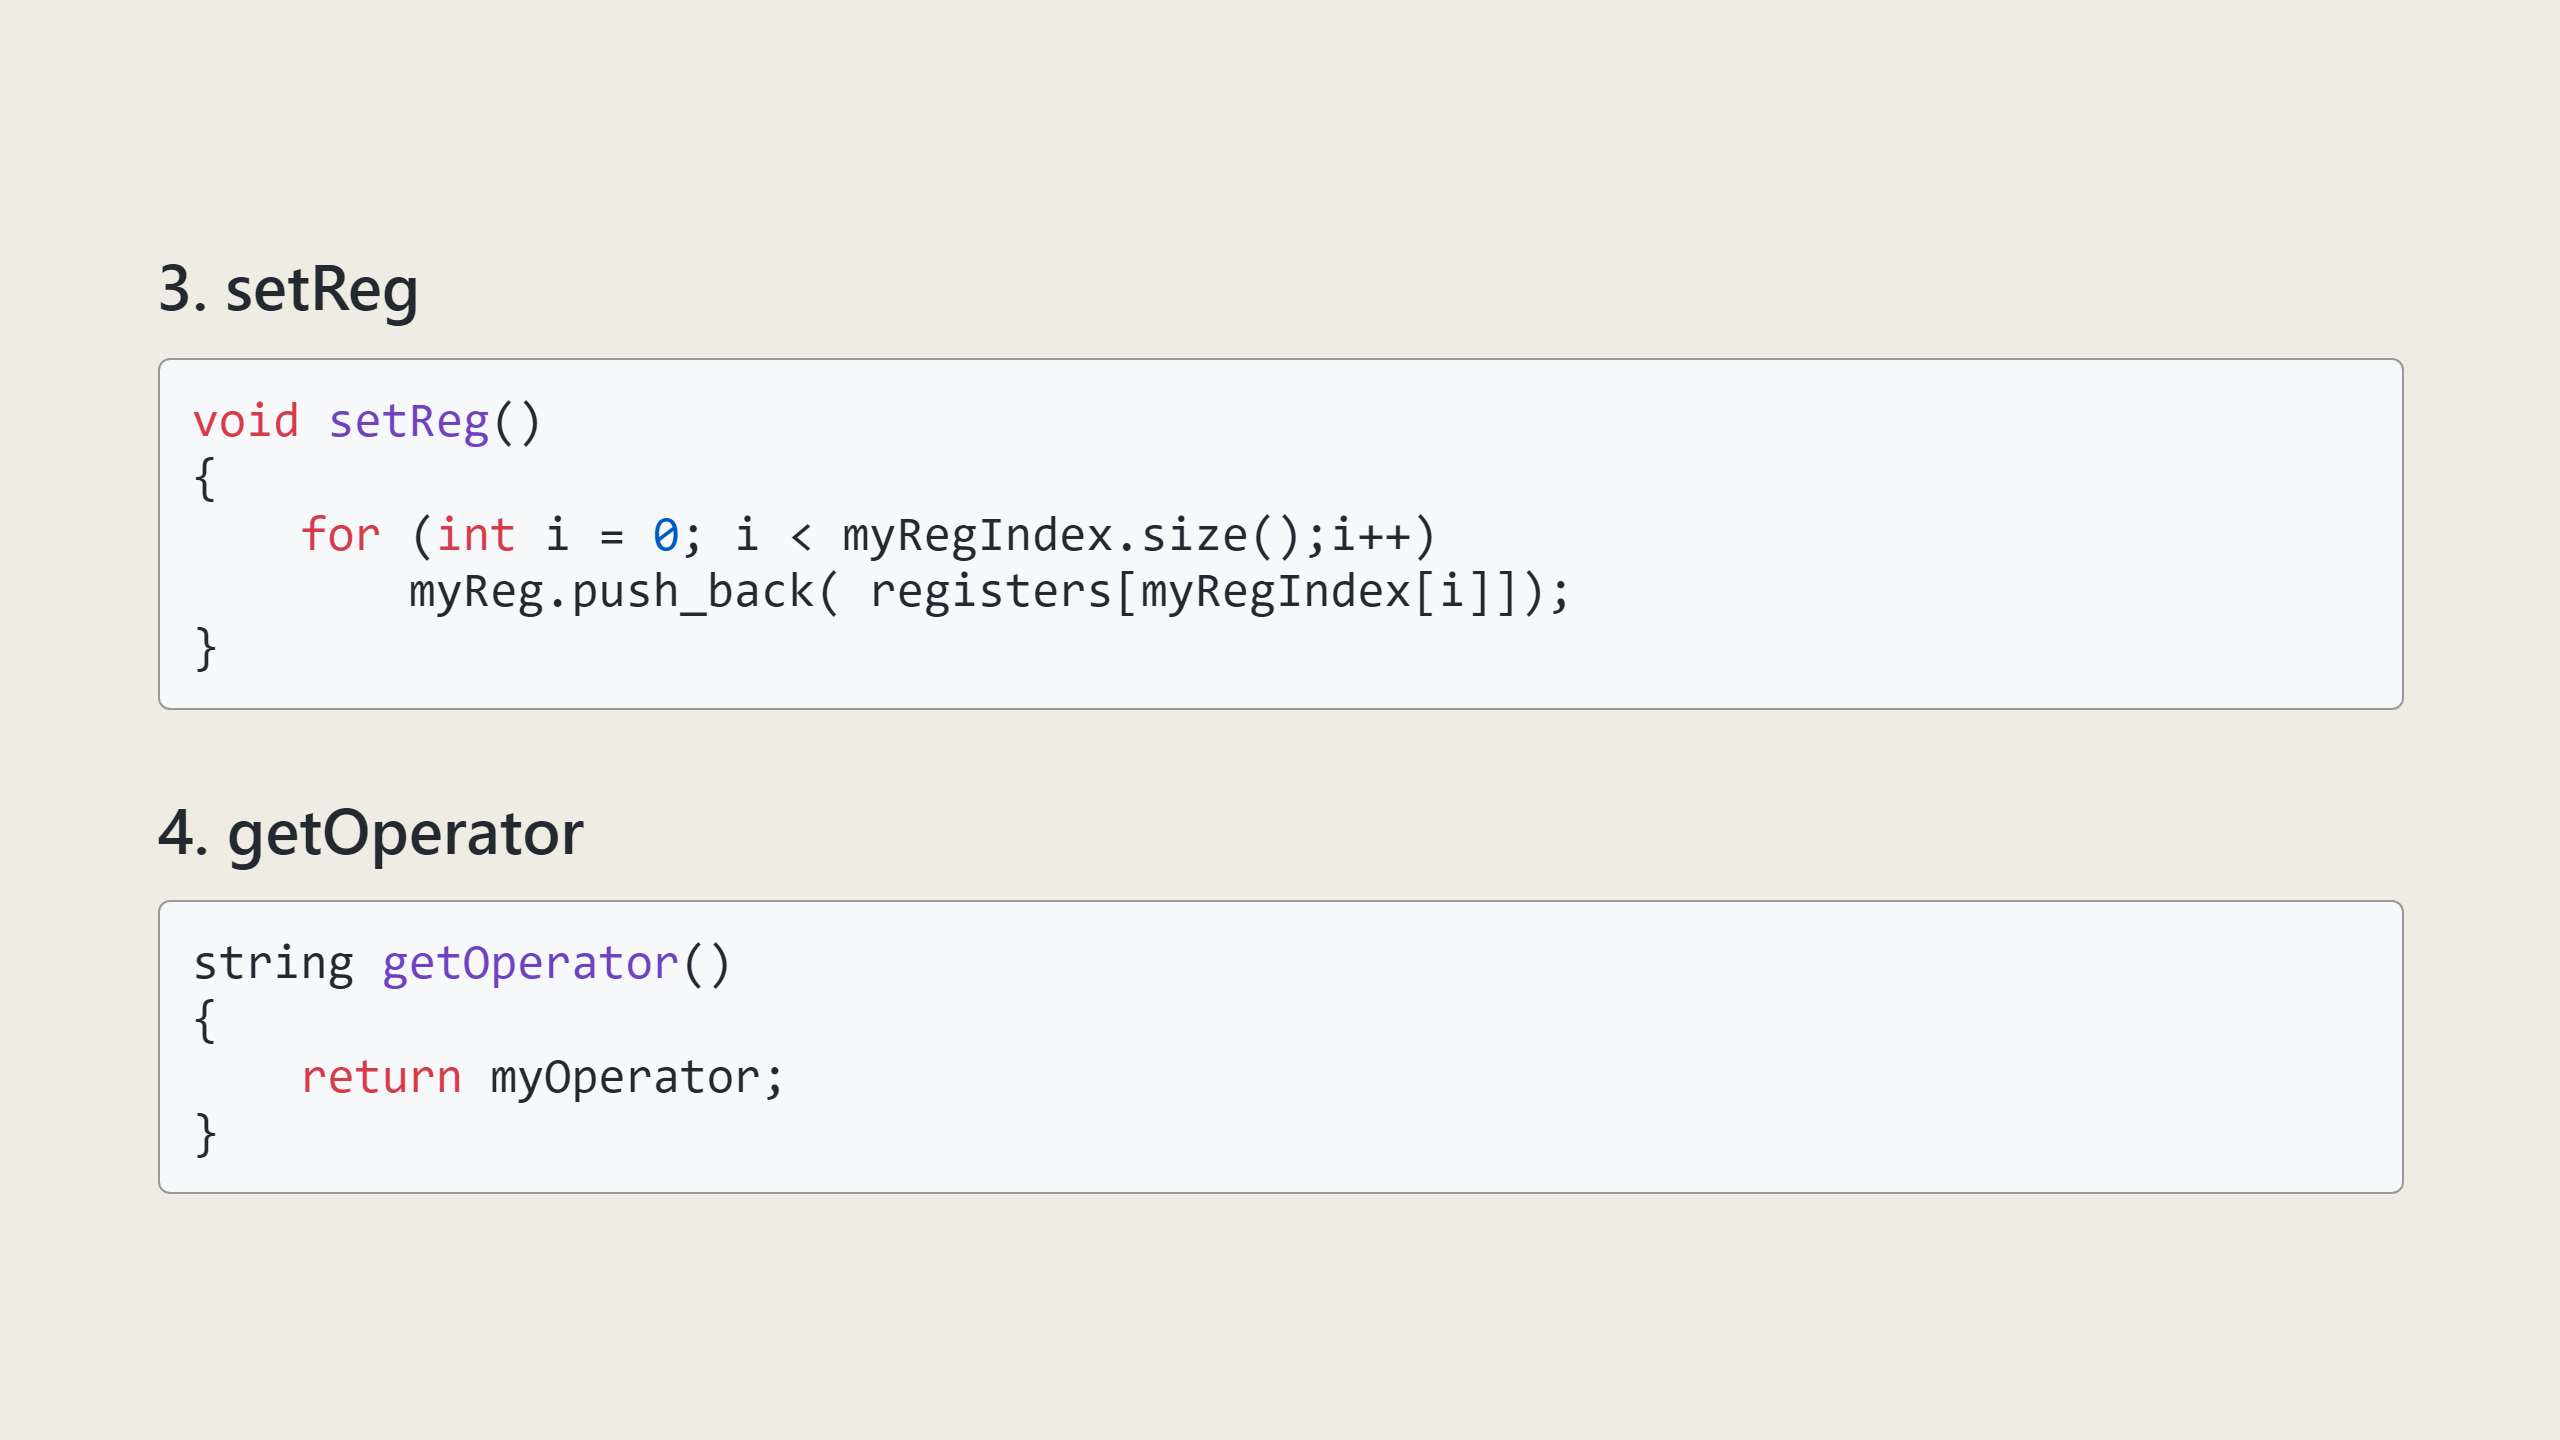 3. setReg
void setReg()
{
    for (int i = 0; i < myRegIndex.size();i++)
        myReg.push_back( registers[myRegIndex[i]]);
}
4. getOperator
string getOperator()
{
    return myOperator;
}